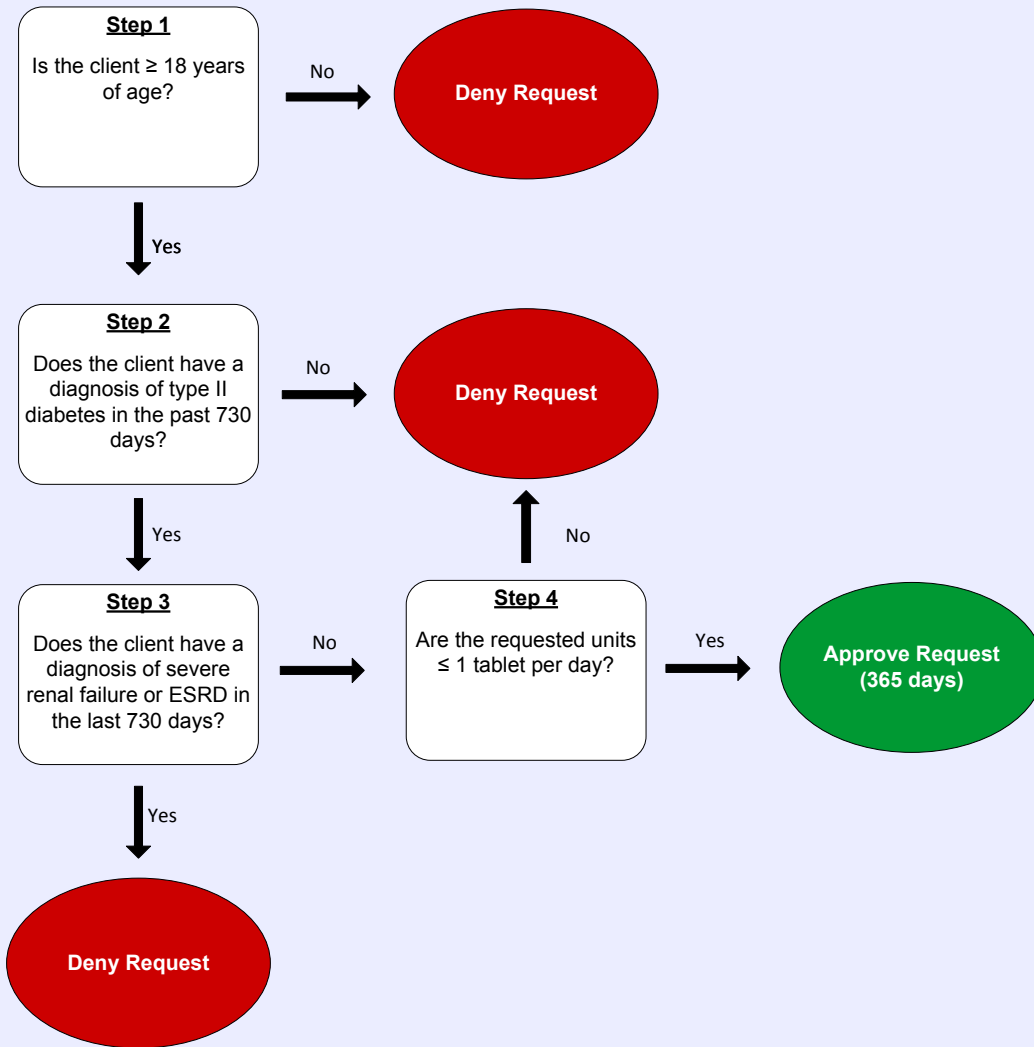 Step 1
Is the client ≥ 18 years
of age?
No
Deny Request
Yes
Step 2
Does the client have a
diagnosis of type II
diabetes in the past 730
days?
No
Deny Request
Yes
No
Step 3
Does the client have a
diagnosis of severe
renal failure or ESRD in
the last 730 days?
No
Step 4
Are the requested units
≤ 1 tablet per day?
Yes
Approve Request
(365 days)
Yes
Deny Request